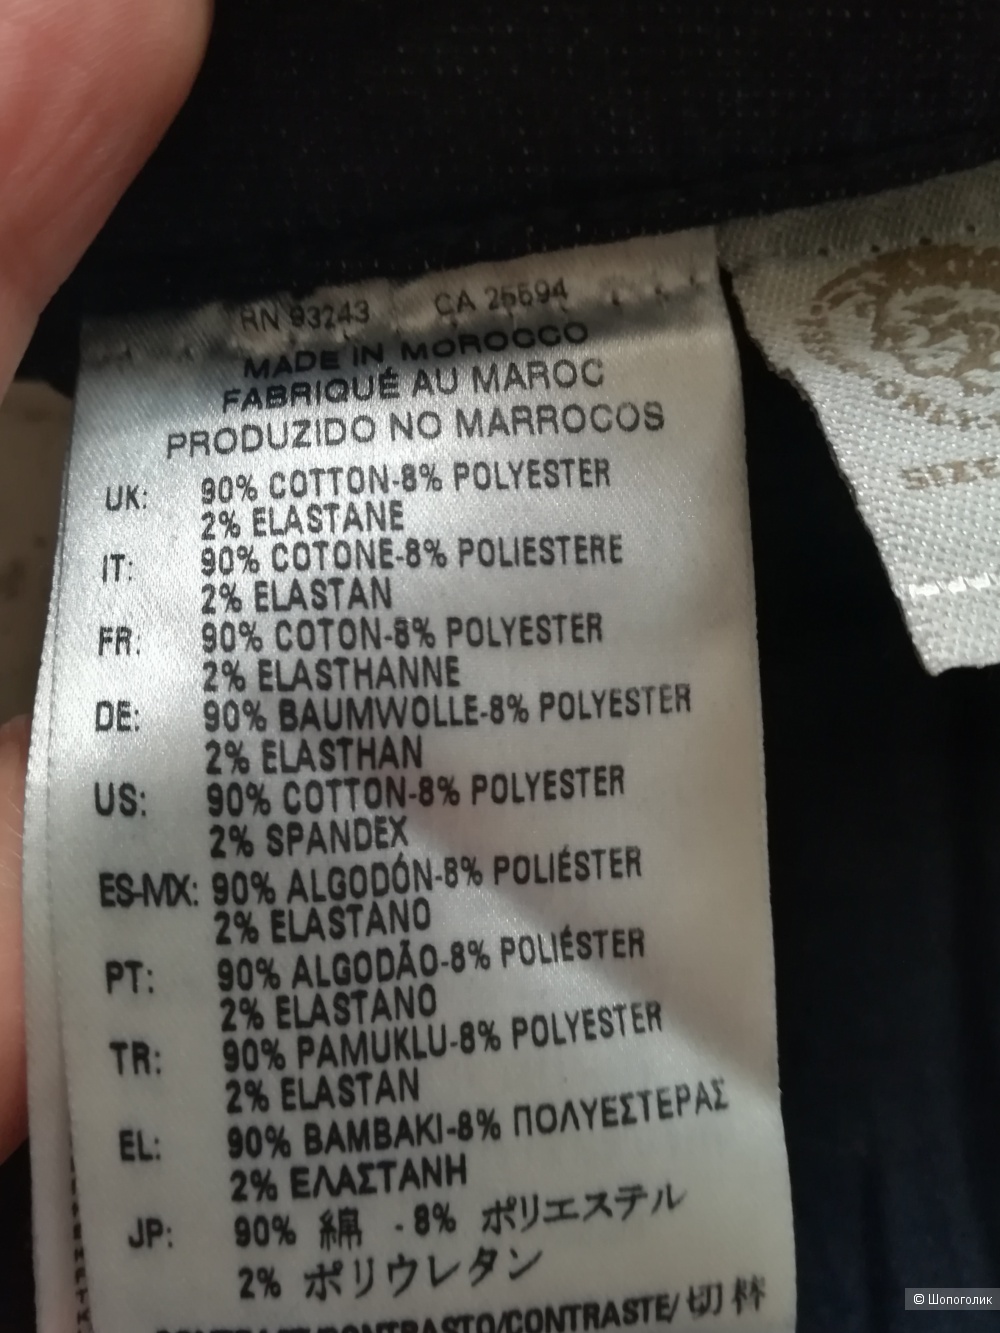 RN 93243 CA 25594
MADE IN MOROCCO
FABRIQUÉ AU MAROC
PRODUZIDO NO MARROCOS
UK: 90% COTTON-8% POLYESTER
2% ELASTANE
IT: 90% COTONE-8% POLIESTERE
2% ELASTAN
FR: 90% COTON-8% POLYESTER
2% ELASTHANNE
DE: 90% BAUMWOLLE-8% POLYESTER
2% ELASTHAN
US: 90% COTTON-8% POLYESTER
2% SPANDEX
ES-MX: 90% ALGODÓN-8% POLIÉSTER
2% ELASTANO
PT: 90% ALGODÃO-8% POLIÉSTER
2% ELASTANO
TR: 90% PAMUKLU-8% POLYESTER
2% ELASTAN
EL: 90% BAMBAKI-8% ΠΟΛΥΕΣΤΕΡΑΣ
2% ΕΛΑΣΤΑΝΗ
JP: 90% 綿 - 8% ポリエステル
2% ポリウレタン
/CONTRASTE/ 切替
SIZE
© Шопоголик